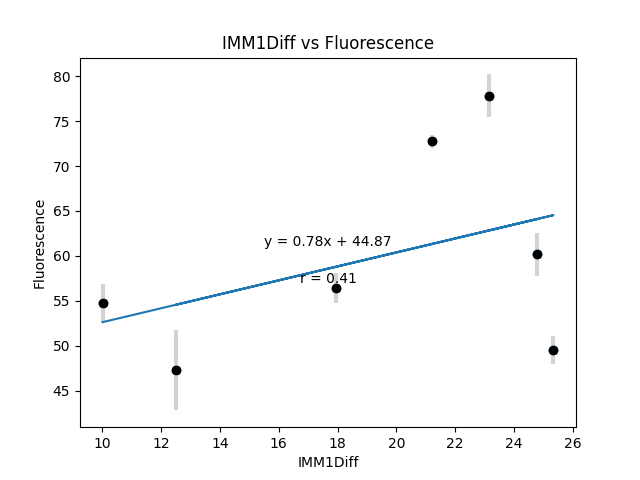 IMM1Diff vs Fluorescence
80
75
70
65
60
55
50
45
Fluorescence
y = 0.78x + 44.87
r = 0.41
10 12 14 16 18 20 22 24 26
IMM1Diff